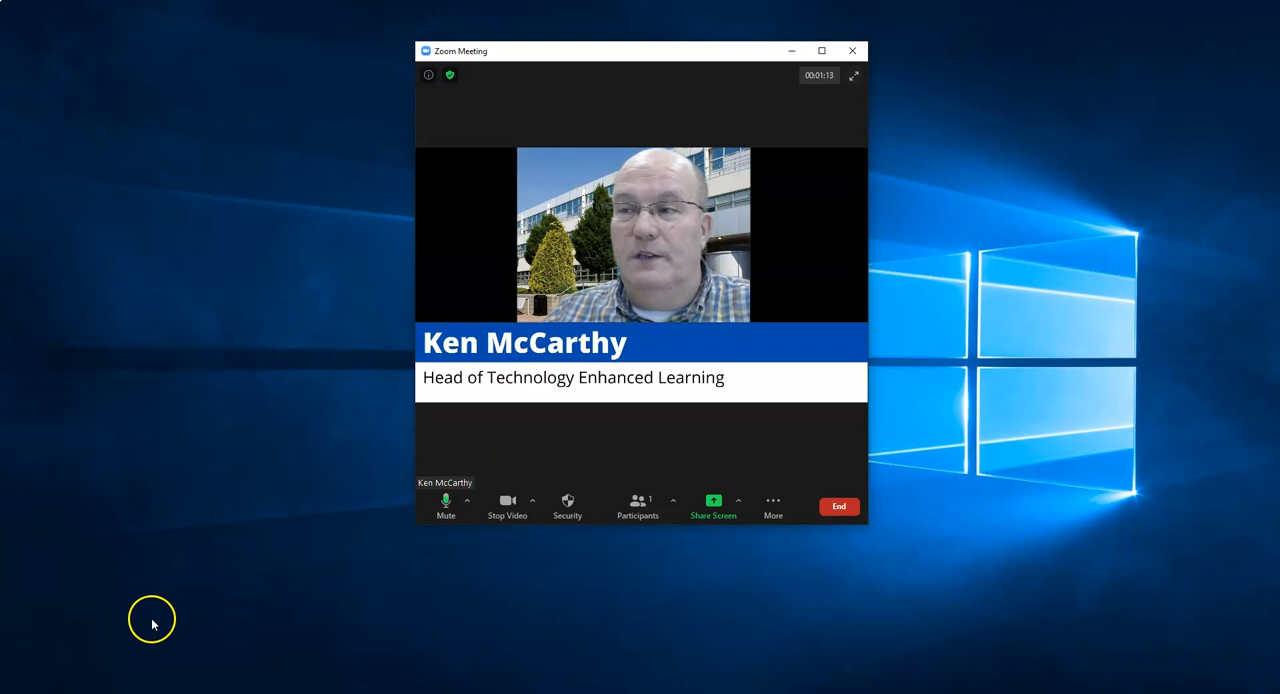 Zoom Meeting
00:01:13
Ken McCarthy
Head of Technology Enhanced Learning
Ken McCarthy
1
Mute Stop Video Security Participants Share Screen More End